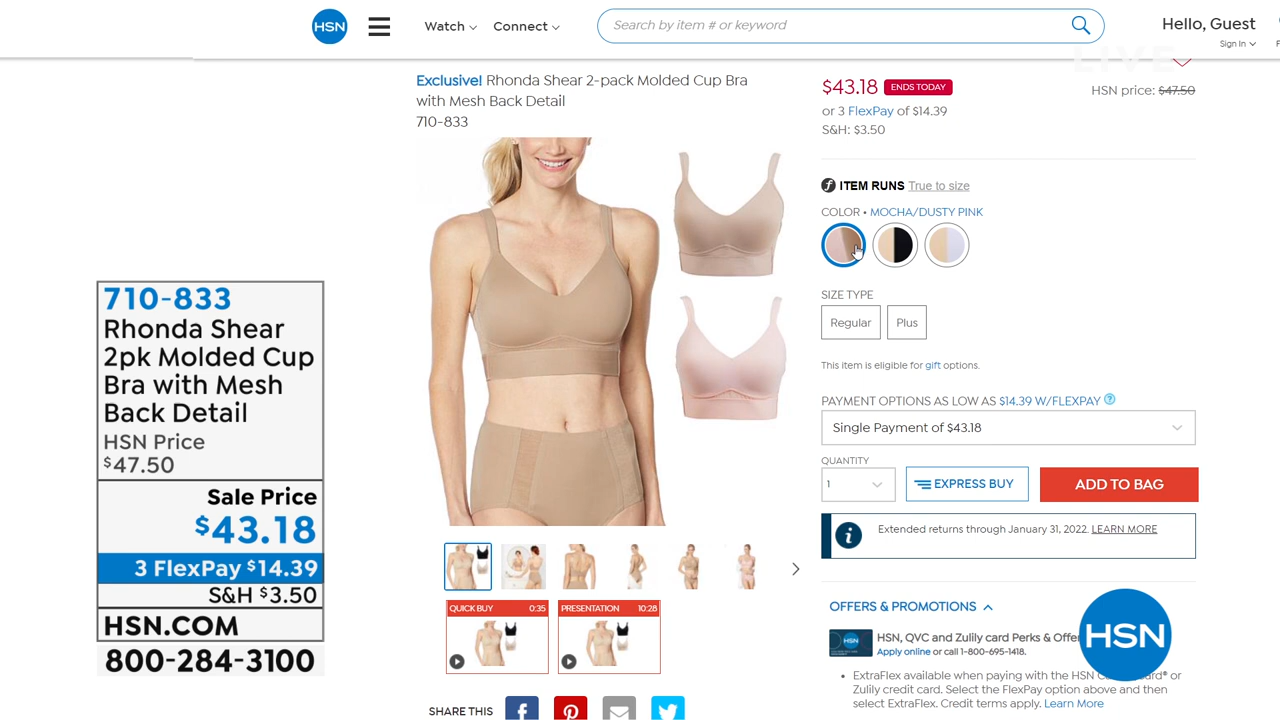 HSN
Watch
Connect
Search by item # or keyword
Hello, Guest
Sign In
LIVE
Exclusive! Rhonda Shear 2-pack Molded Cup Bra
with Mesh Back Detail
710-833
$43.18 ENDS TODAY
HSN price: $47.50
or 3 FlexPay of $14.39
S&H: $3.50
ITEM RUNS True to size
COLOR • MOCHA/DUSTY PINK
SIZE TYPE
Regular
Plus
This item is eligible for gift options.
PAYMENT OPTIONS AS LOW AS $14.39 W/FLEXPAY ?
Single Payment of $43.18
QUANTITY
1
EXPRESS BUY
ADD TO BAG
Extended returns through January 31, 2022. LEARN MORE
OFFERS & PROMOTIONS
HSN, QVC and Zulily card Perks & Offe
Apply online or call 1-800-695-1418.
• ExtraFlex available when paying with the HSN C rd® or
Zulily credit card. Select the FlexPay option above and then
select ExtraFlex. Credit terms apply. Learn More
HSN
710-833
Rhonda Shear
2pk Molded Cup
Bra with Mesh
Back Detail
HSN Price
$47.50
Sale Price
$43.18
3 FlexPay $14.39
S&H $3.50
HSN.COM
800-284-3100
QUICK BUY 0:35
PRESENTATION 10:28
SHARE THIS